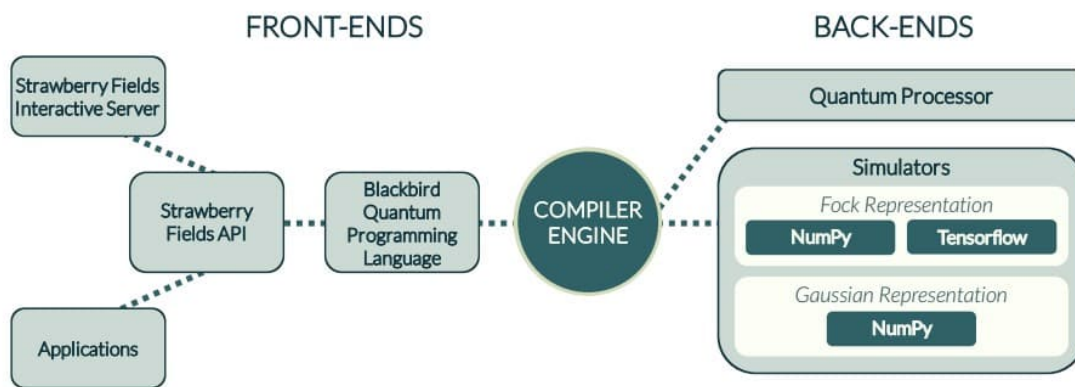 FRONT-ENDS
BACK-ENDS
Strawberry Fields
Interactive Server
Strawberry
Fields API
Applications
Blackbird
Quantum
Programming
Language
COMPILER
ENGINE
Quantum Processor
Simulators
Fock Representation
NumPy
Tensorflow
Gaussian Representation
NumPy